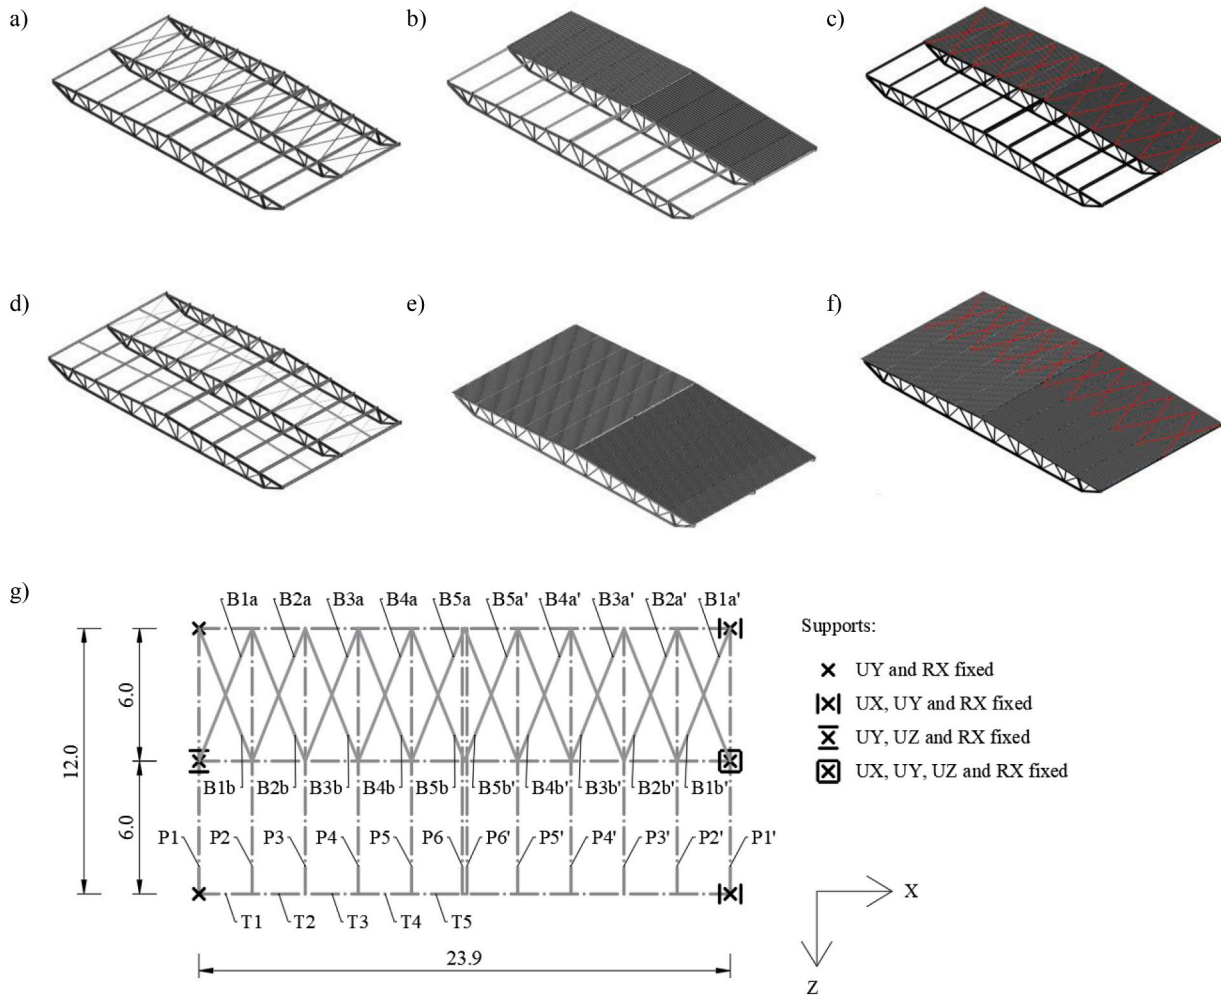 a)
b)
c)
d)
e)
f)
g)
B1a B2a B3a B4a B5a B5a' B4a' B3a' B2a' B1a'
Supports:
UY and RX fixed
UX, UY and RX fixed
UY, UZ and RX fixed
UX, UY, UZ and RX fixed
12.0
6.0
6.0
B1b B2b B3b B4b B5b B5b' B4b' B3b' B2b' B1b'
P1 P2 P3 P4 P5 P6 P6' P5' P4' P3' P2' P1'
T1 T2 T3 T4 T5
23.9
X
Z